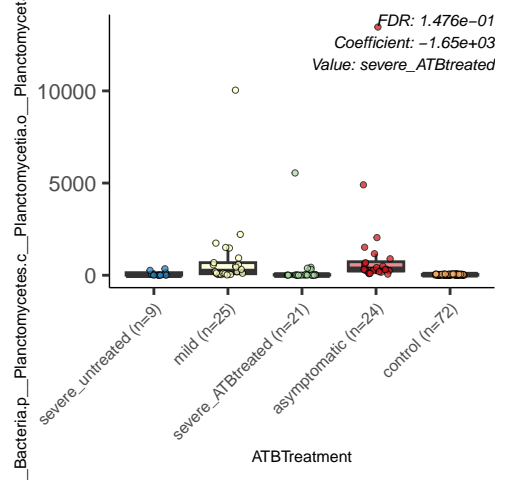 FDR: 1.476e−01
Coefficient: −1.65e+03
Value: severe_ATBtreated
10000
5000
0
__Bacteria.p__Planctomycetes.c__Planctomycetia.o__Planctomycet
severe_untreated (n=9)
mild (n=25)
severe_ATBtreated (n=21)
asymptomatic (n=24)
control (n=72)
ATBTreatment